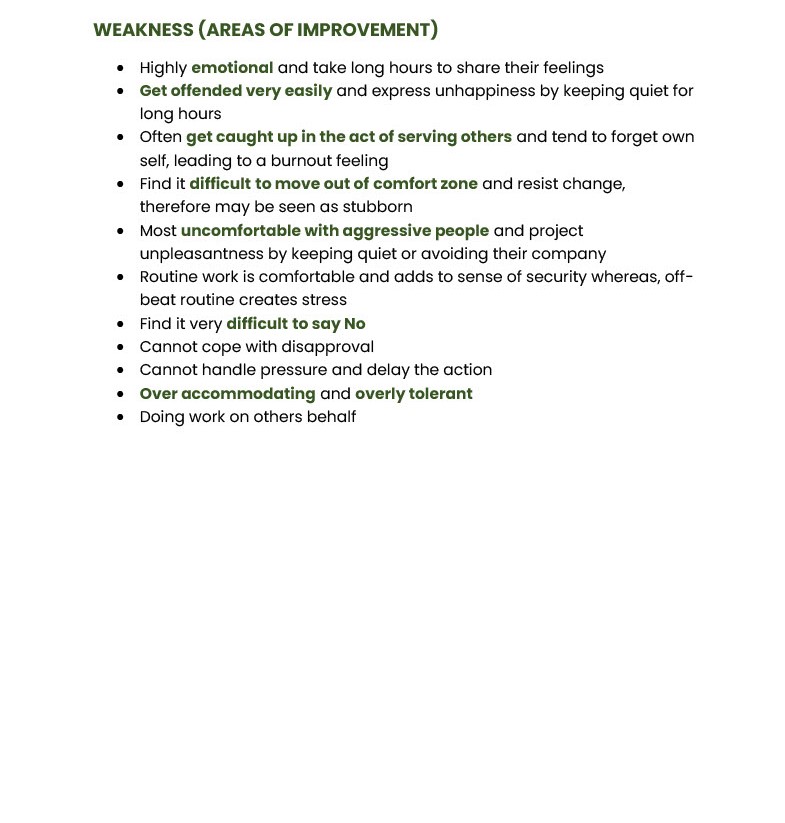 WEAKNESS (AREAS OF IMPROVEMENT)
• Highly emotional and take long hours to share their feelings
• Get offended very easily and express unhappiness by keeping quiet for
long hours
• Often get caught up in the act of serving others and tend to forget own
self, leading to a burnout feeling
• Find it difficult to move out of comfort zone and resist change,
therefore may be seen as stubborn
• Most uncomfortable with aggressive people and project
unpleasantness by keeping quiet or avoiding their company
• Routine work is comfortable and adds to sense of security whereas, off-
beat routine creates stress
• Find it very difficult to say No
• Cannot cope with disapproval
• Cannot handle pressure and delay the action
• Over accommodating and overly tolerant
• Doing work on others behalf